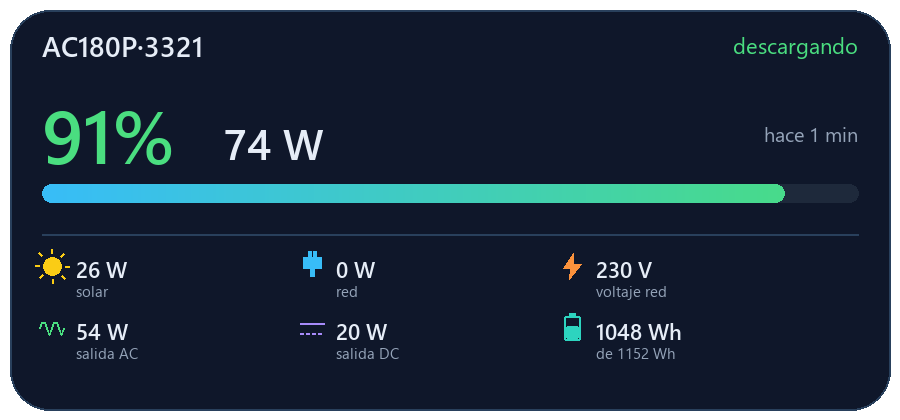 AC180P·3321
descargando
91%
74 W
hace 1 min
26 W
solar
0 W
red
230 V
voltaje red
54 W
salida AC
20 W
salida DC
1048 Wh
de 1152 Wh